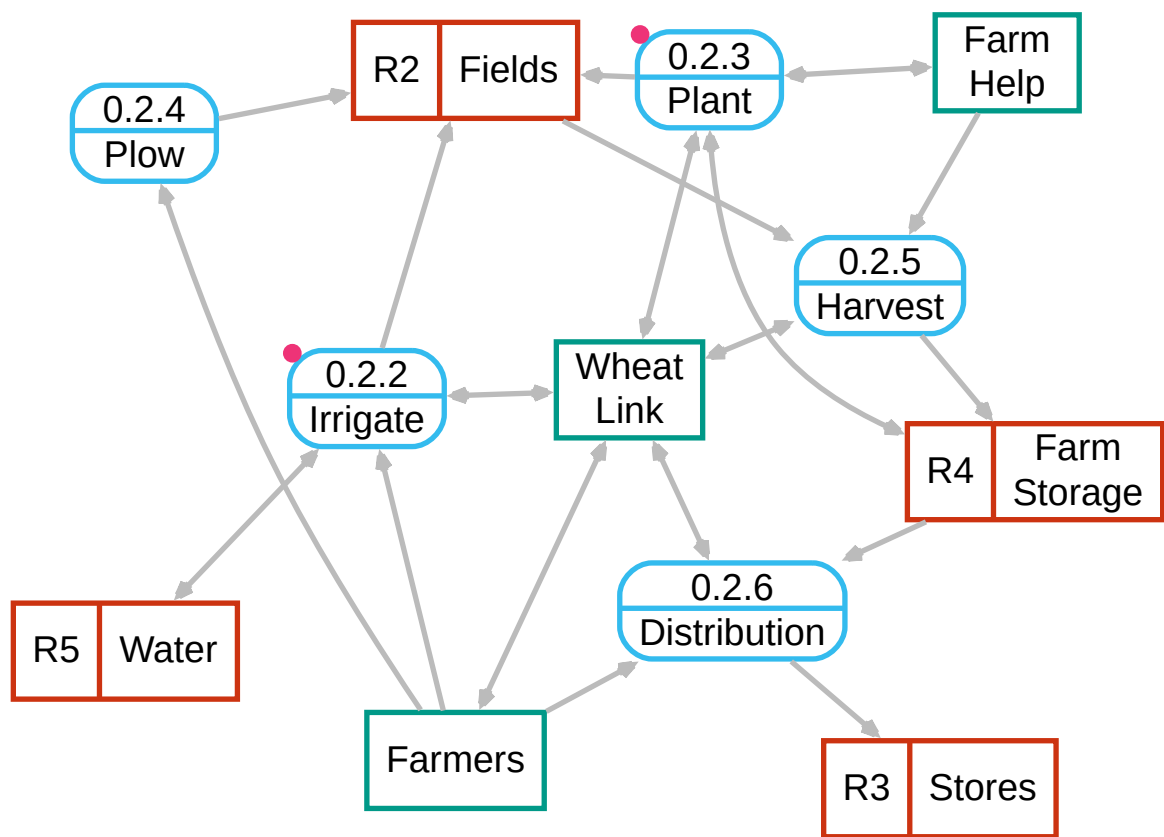 R2
Fields
0.2.3
Plant
Farm
Help
0.2.4
Plow
0.2.5
Harvest
0.2.2
Irrigate
Wheat
Link
R4
Farm
Storage
0.2.6
Distribution
R5
Water
Farmers
R3
Stores